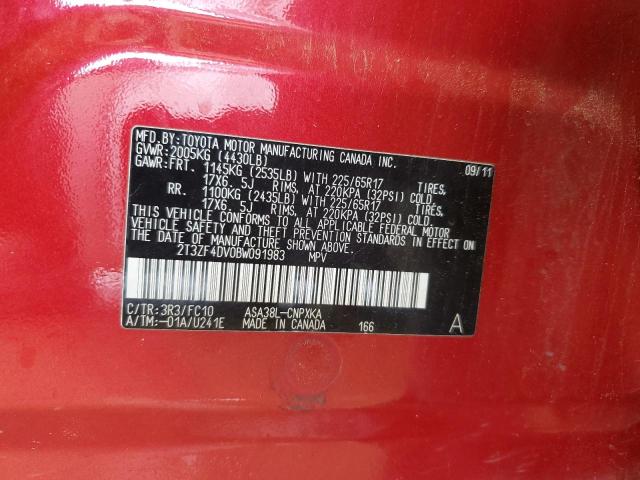 MFD.BY:TOYOTA MOTOR MANUFACTURING CANADA INC. 09/11
GVWR:2005KG (4430LB)
GAWR:FRT. 1145KG (2535LB) WITH 225/65R17 TIRES,
17X6.5J RIMS, AT 220KPA (32PSI) COLD
RR. 1100KG (2435LB) WITH 225/65R17 TIRES,
17X6.5J RIMS, AT 220KPA (32PSI) COLD.
THIS VEHICLE CONFORMS TO ALL APPLICABLE FEDERAL MOTOR
VEHICLE SAFETY AND THEFT PREVENTION STANDARDS IN EFFECT
ON THE DATE OF MANUFACTURE SHOWN ABOVE.
2T3ZF4DV0BW091983 MPV
C/TR:3R3/FC10 ASA38L-CNPXKA
A/TM:-01A/U241E MADE IN CANADA 166 A